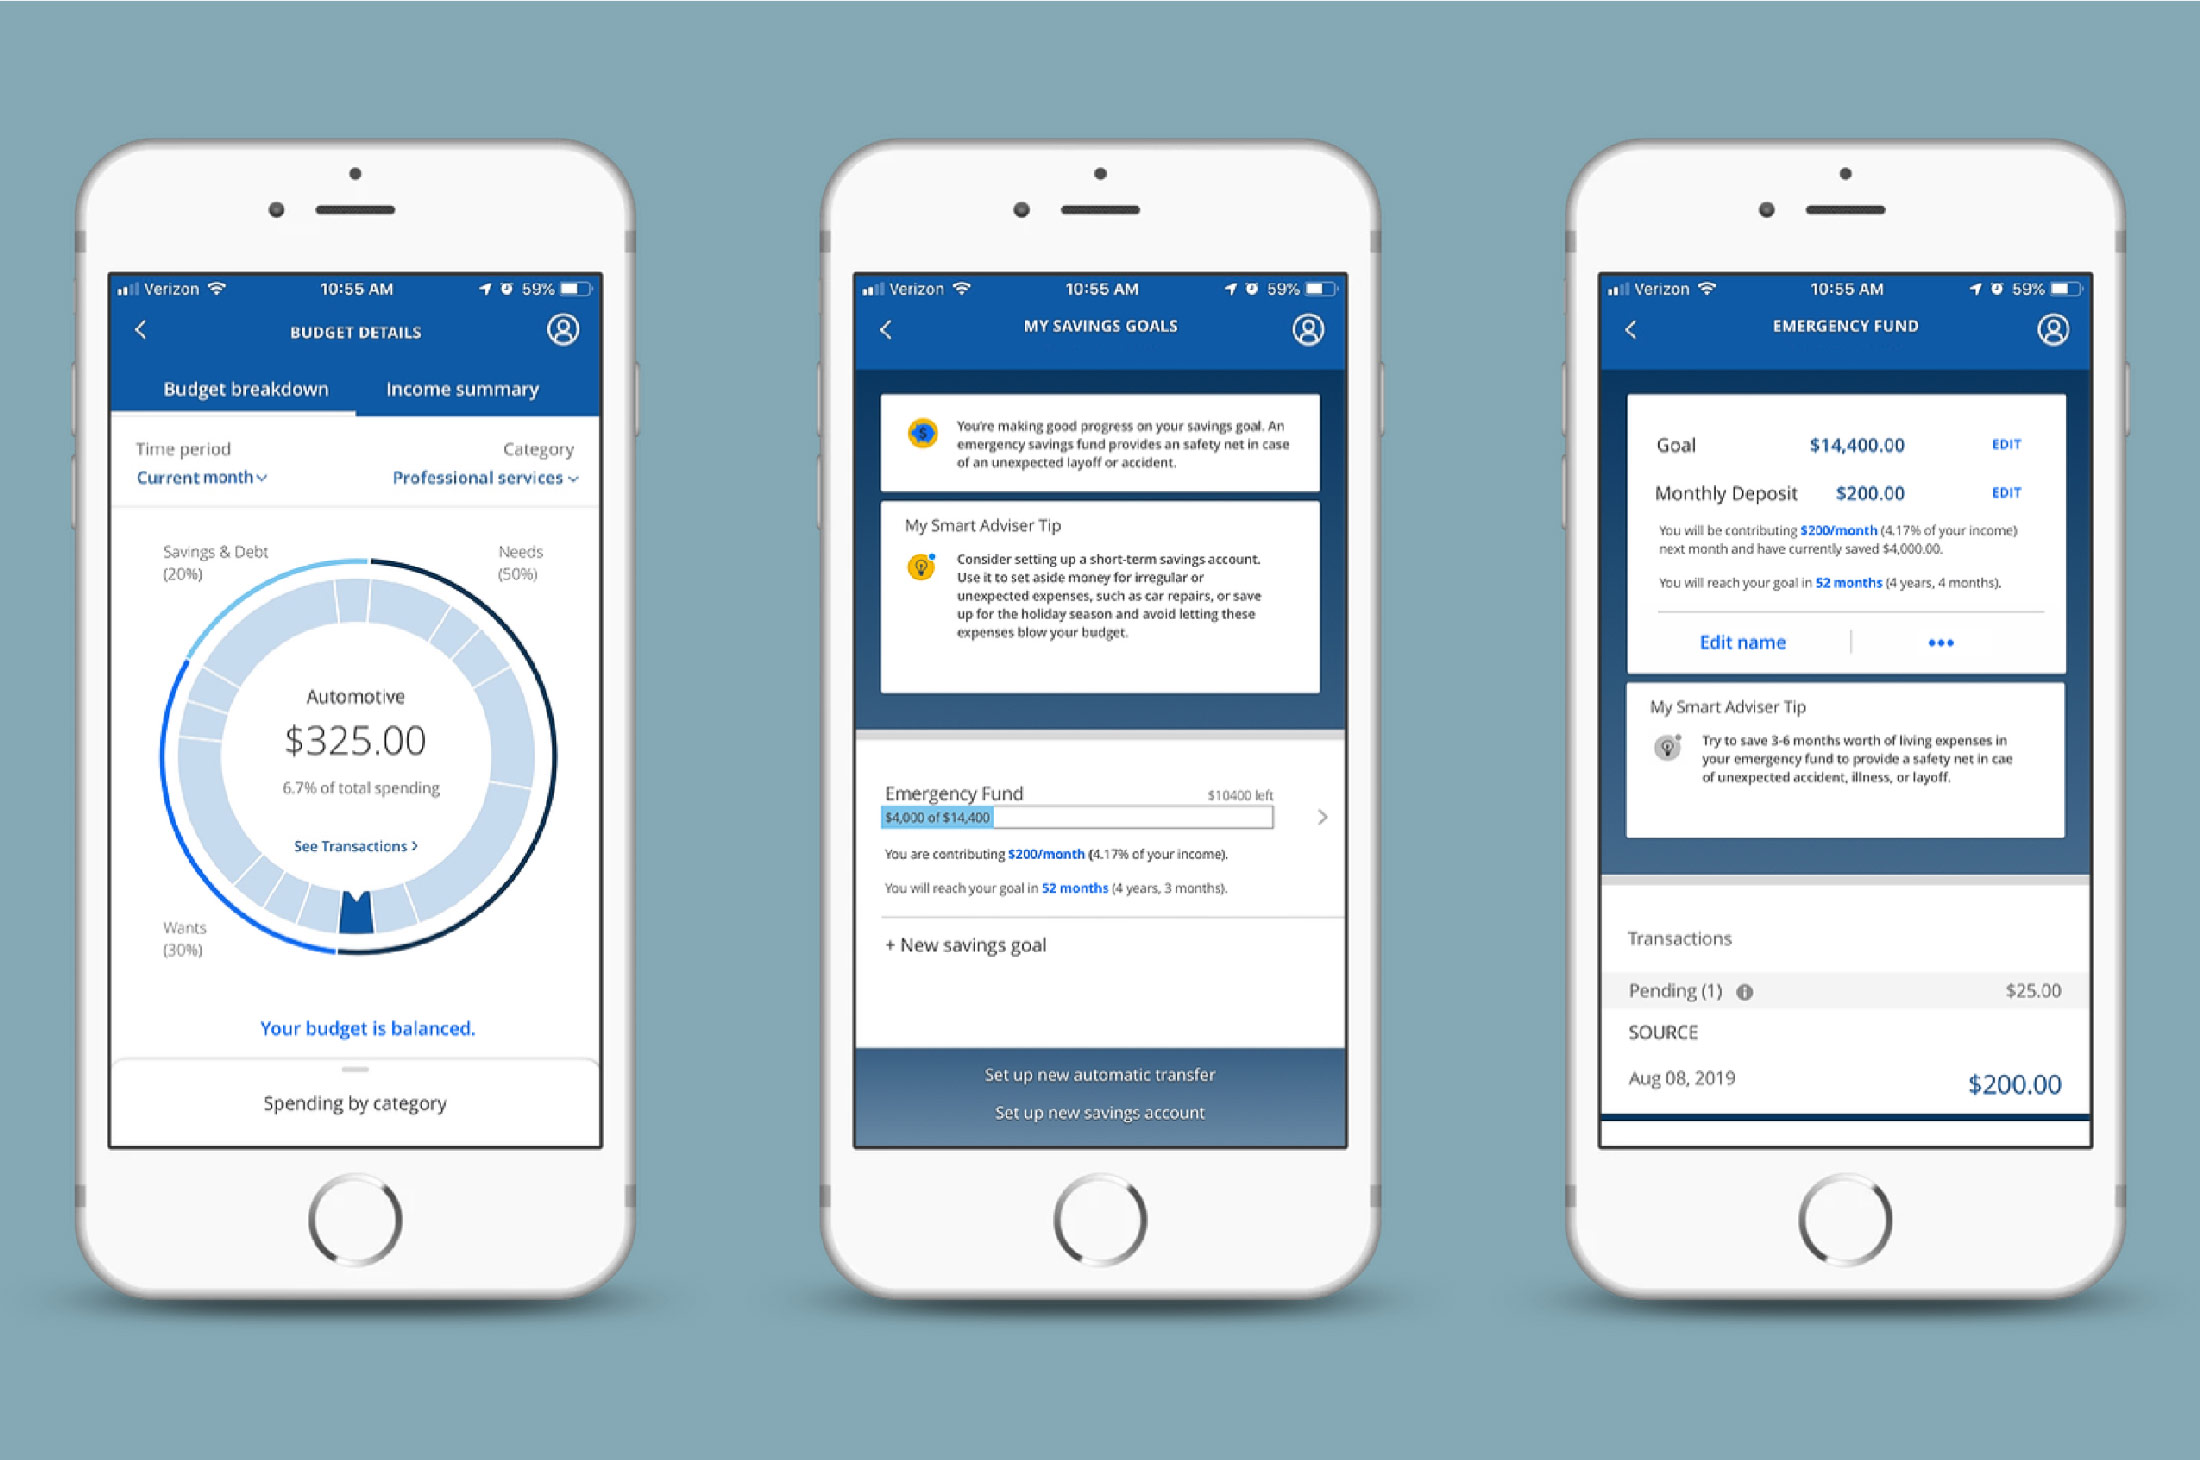 Verizon 10:55 AM 59%
BUDGET DETAILS
Budget breakdown Income summary
Time period Category
Current month Professional services
Savings & Debt Needs
(20%) (50%)
Automotive
$325.00
6.7% of total spending
See Transactions >
Wants
(30%)
Your budget is balanced.
Spending by category
Verizon 10:55 AM 59%
MY SAVINGS GOALS
$
You're making good progress on your savings goal. An
emergency savings fund provides an safety net in case
of an unexpected layoff or accident.
My Smart Adviser Tip
Consider setting up a short-term savings account.
Use it to set aside money for irregular or
unexpected expenses, such as car repairs, or save
up for the holiday season and avoid letting these
expenses blow your budget.
Emergency Fund $10400 left
$4,000 of $14,400
You are contributing $200/month (4.17% of your income).
You will reach your goal in 52 months (4 years, 3 months).
+ New savings goal
Set up new automatic transfer
Set up new savings account
Verizon 10:55 AM 59%
EMERGENCY FUND
Goal $14,400.00 EDIT
Monthly Deposit $200.00 EDIT
You will be contributing $200/month (4.17% of your income)
next month and have currently saved $4,000.00.
You will reach your goal in 52 months (4 years, 4 months).
Edit name
My Smart Adviser Tip
Try to save 3-6 months worth of living expenses in
your emergency fund to provide a safety net in cae
of unexpected accident, illness, or layoff.
Transactions
Pending (1) $25.00
SOURCE
Aug 08, 2019 $200.00